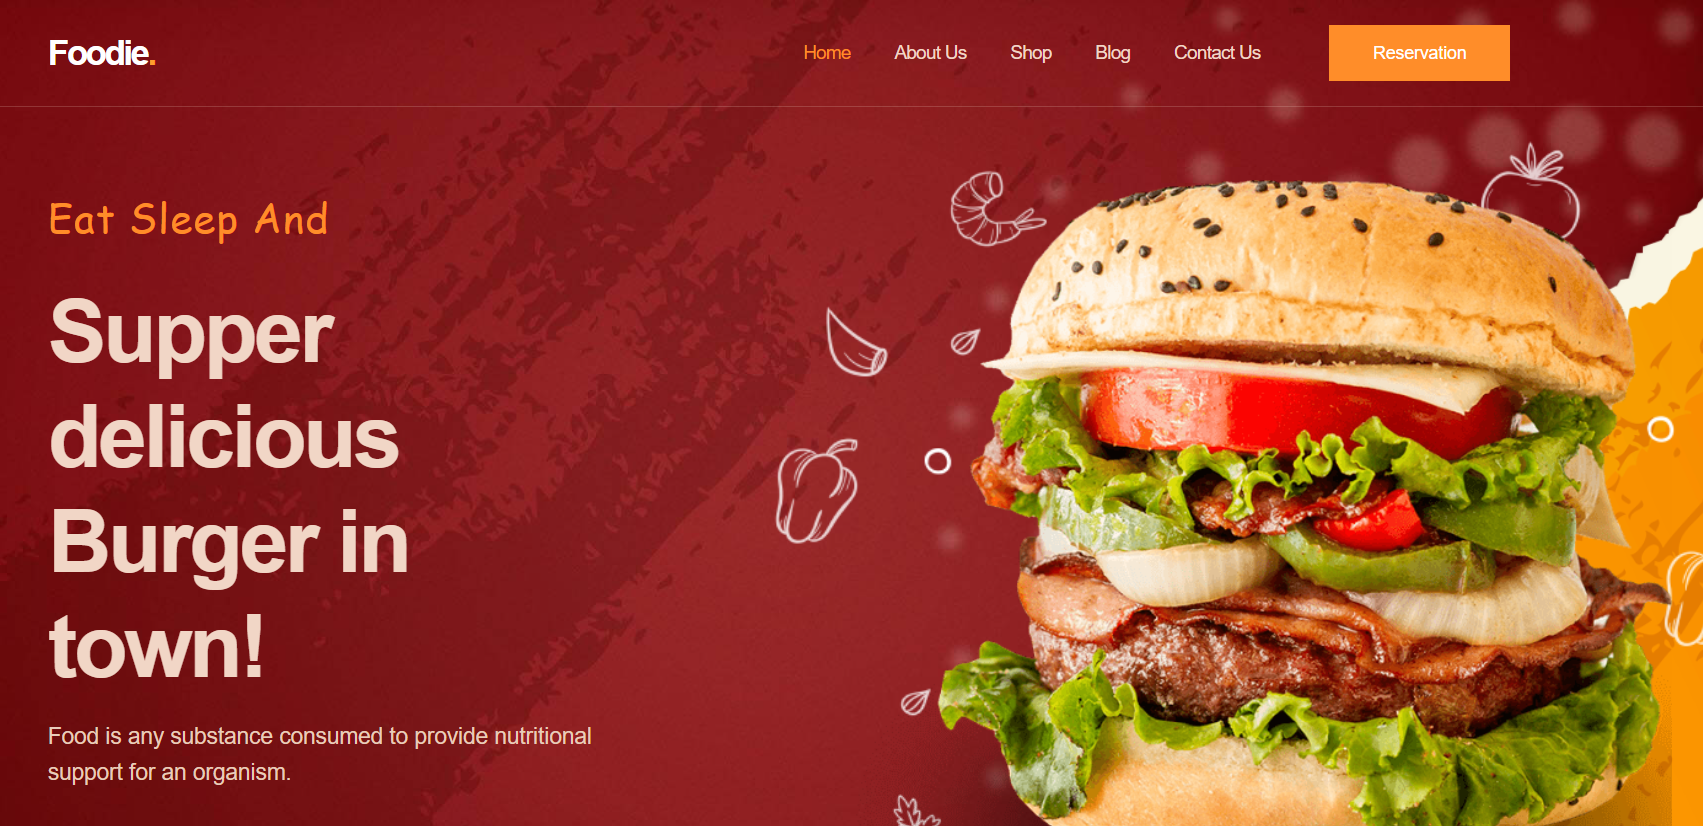 Foodie.
Home About Us Shop Blog Contact Us Reservation
Eat Sleep And
Supper
delicious
Burger in
town!
Food is any substance consumed to provide nutritional
support for an organism.